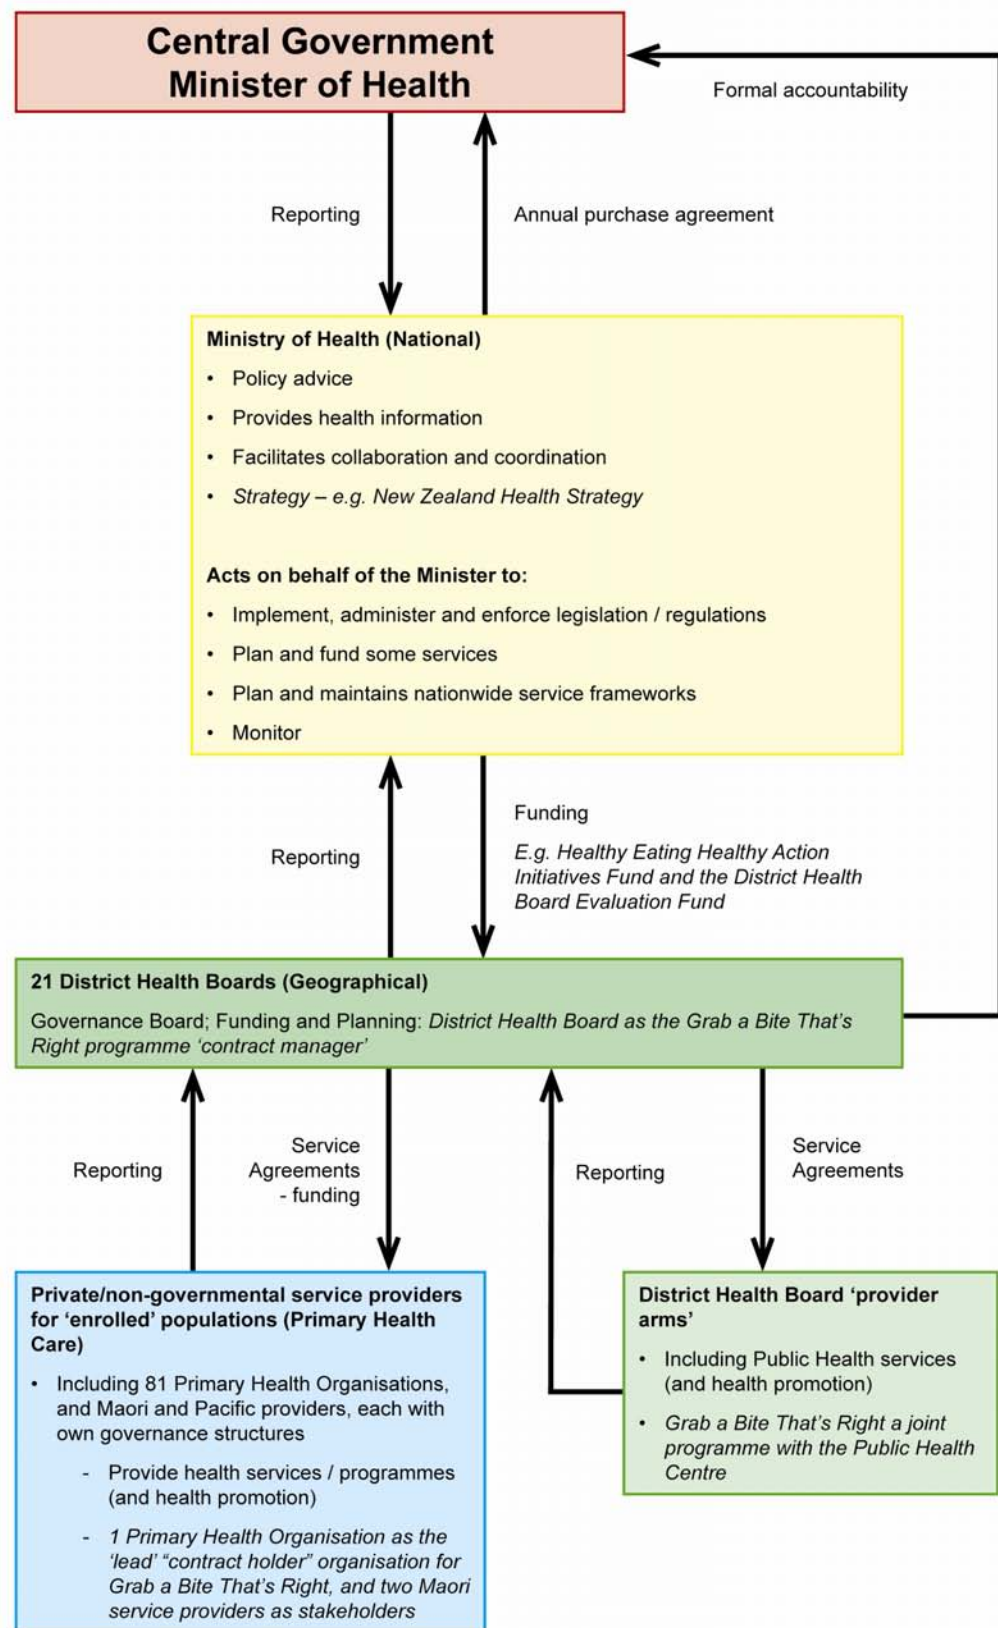 Central Government
Minister of Health
Formal accountability
Reporting
Annual purchase agreement
Ministry of Health (National)
• Policy advice
• Provides health information
• Facilitates collaboration and coordination
• Strategy – e.g. New Zealand Health Strategy
Acts on behalf of the Minister to:
• Implement, administer and enforce legislation / regulations
• Plan and fund some services
• Plan and maintains nationwide service frameworks
• Monitor
Reporting
Funding
E.g. Healthy Eating Healthy Action
Initiatives Fund and the District Health
Board Evaluation Fund
21 District Health Boards (Geographical)
Governance Board; Funding and Planning: District Health Board as the Grab a Bite That’s
Right programme ‘contract manager’
Reporting
Service
Agreements
- funding
Reporting
Service
Agreements
Private/non-governmental service providers
for ‘enrolled’ populations (Primary Health
Care)
• Including 81 Primary Health Organisations,
and Maori and Pacific providers, each with
own governance structures
- Provide health services / programmes
(and health promotion)
- 1 Primary Health Organisation as the
‘lead’ “contract holder” organisation for
Grab a Bite That’s Right, and two Maori
service providers as stakeholders
District Health Board ‘provider
arms’
• Including Public Health services
(and health promotion)
• Grab a Bite That’s Right a joint
programme with the Public Health
Centre